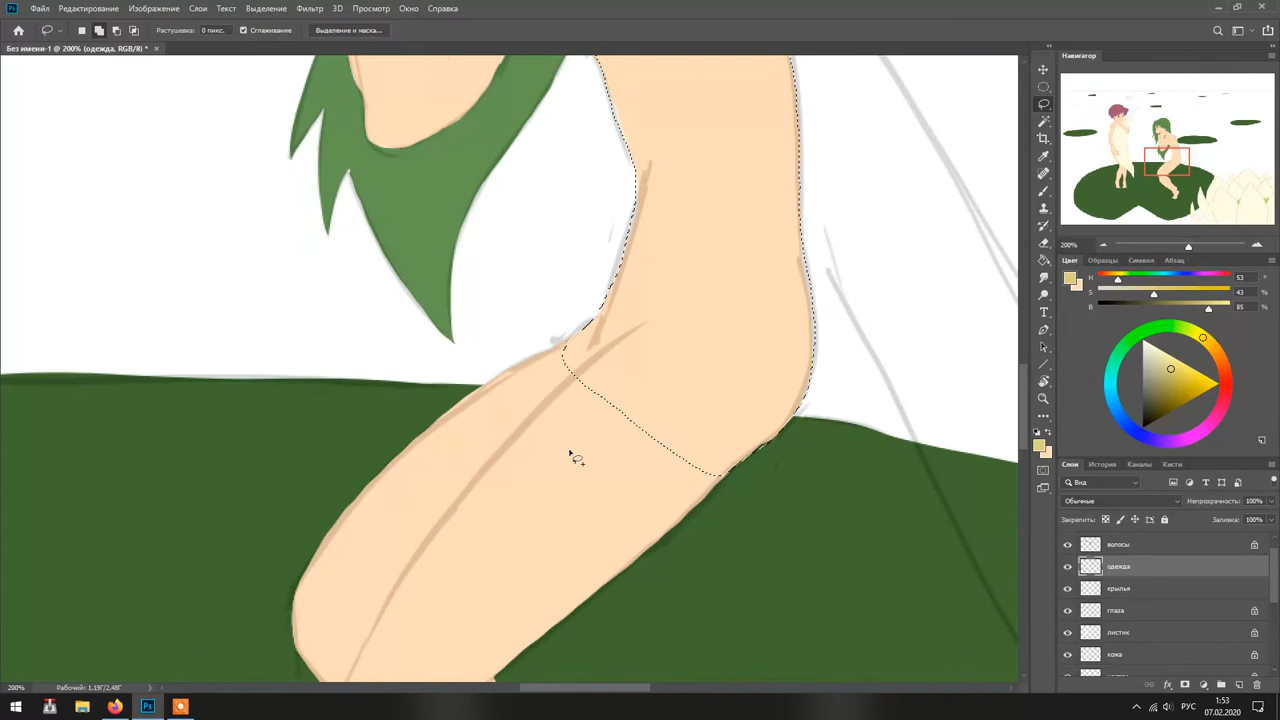 Файл Редактирование Изображение Слои Текст Выделение Фильтр 3D Просмотр Окно Справка
Растушевка: 0 пикс. Сглаживание Выделение и маска...
Без имени-1 @ 200% (одежда, RGB/8) *
Навигатор
200%
Цвет Образцы Символ Абзац
H 53
S 43 %
B 85 %
Слои История Каналы Кисти
Вид
Обычные Непрозрачность: 100%
Закрепить: Заливка: 100%
волосы
одежда
крылья
глаза
листик
кожа
200% Рабочий: 1,19Г/2,48Г
РУС
1:53
07.02.2020